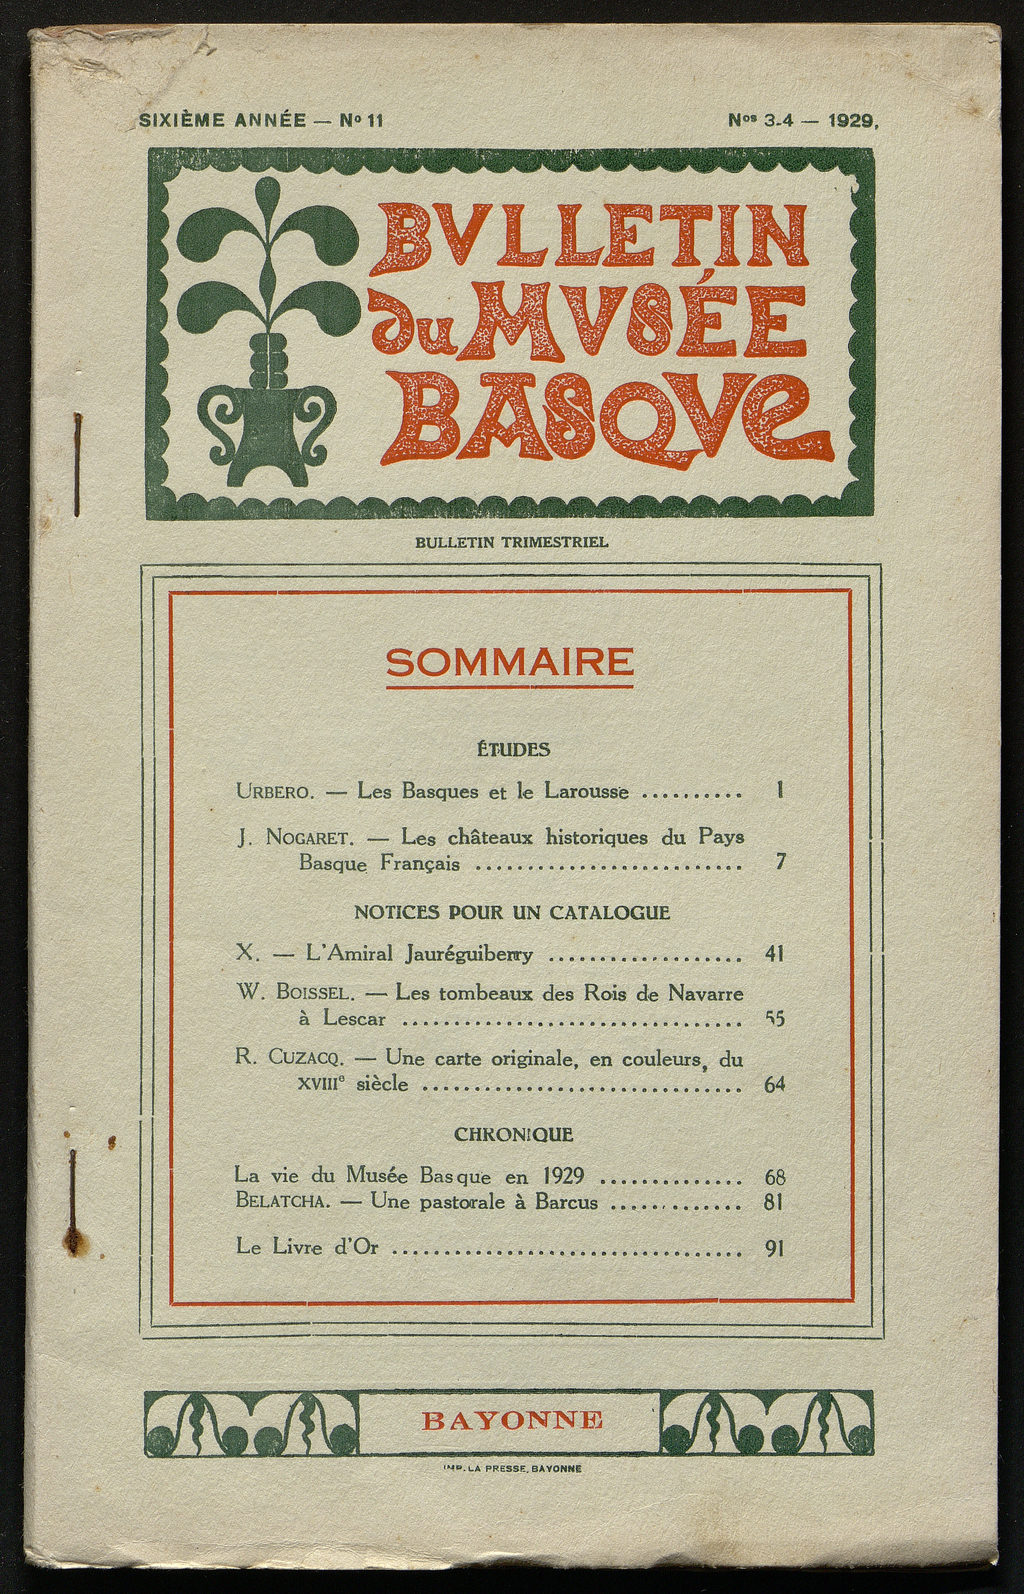 SIXIÈME ANNÉE — Nº 11
Nos 3-4 — 1929,
BVLLETIN
du MVSÉE
BASQVE
BULLETIN TRIMESTRIEL
SOMMAIRE
ÉTUDES
URBERO. — Les Basques et le Larousse .......... 1
J. NOGARET. — Les châteaux historiques du Pays
Basque Français .......................... 7
NOTICES POUR UN CATALOGUE
X. — L'Amiral Jauréguiberry ................... 41
W. BOISSEL. — Les tombeaux des Rois de Navarre
à Lescar ................................. 55
R. CUZACQ. — Une carte originale, en couleurs, du
XVIIIe siècle ............................... 64
CHRONIQUE
La vie du Musée Basque en 1929 .............. 68
BELATCHA. — Une pastorale à Barcus ............. 81
Le Livre d'Or .................................. 91
BAYONNE
IMP. LA PRESSE, BAYONNE